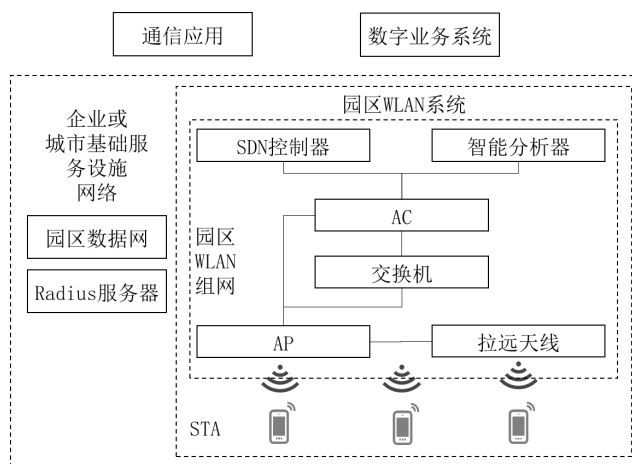 通信应用
数字业务系统
园区WLAN系统
企业或
城市基础服
务设施
网络
SDN控制器
智能分析器
AC
园区数据网
园区
WLAN
组网
交换机
Radius服务器
AP
拉远天线
STA